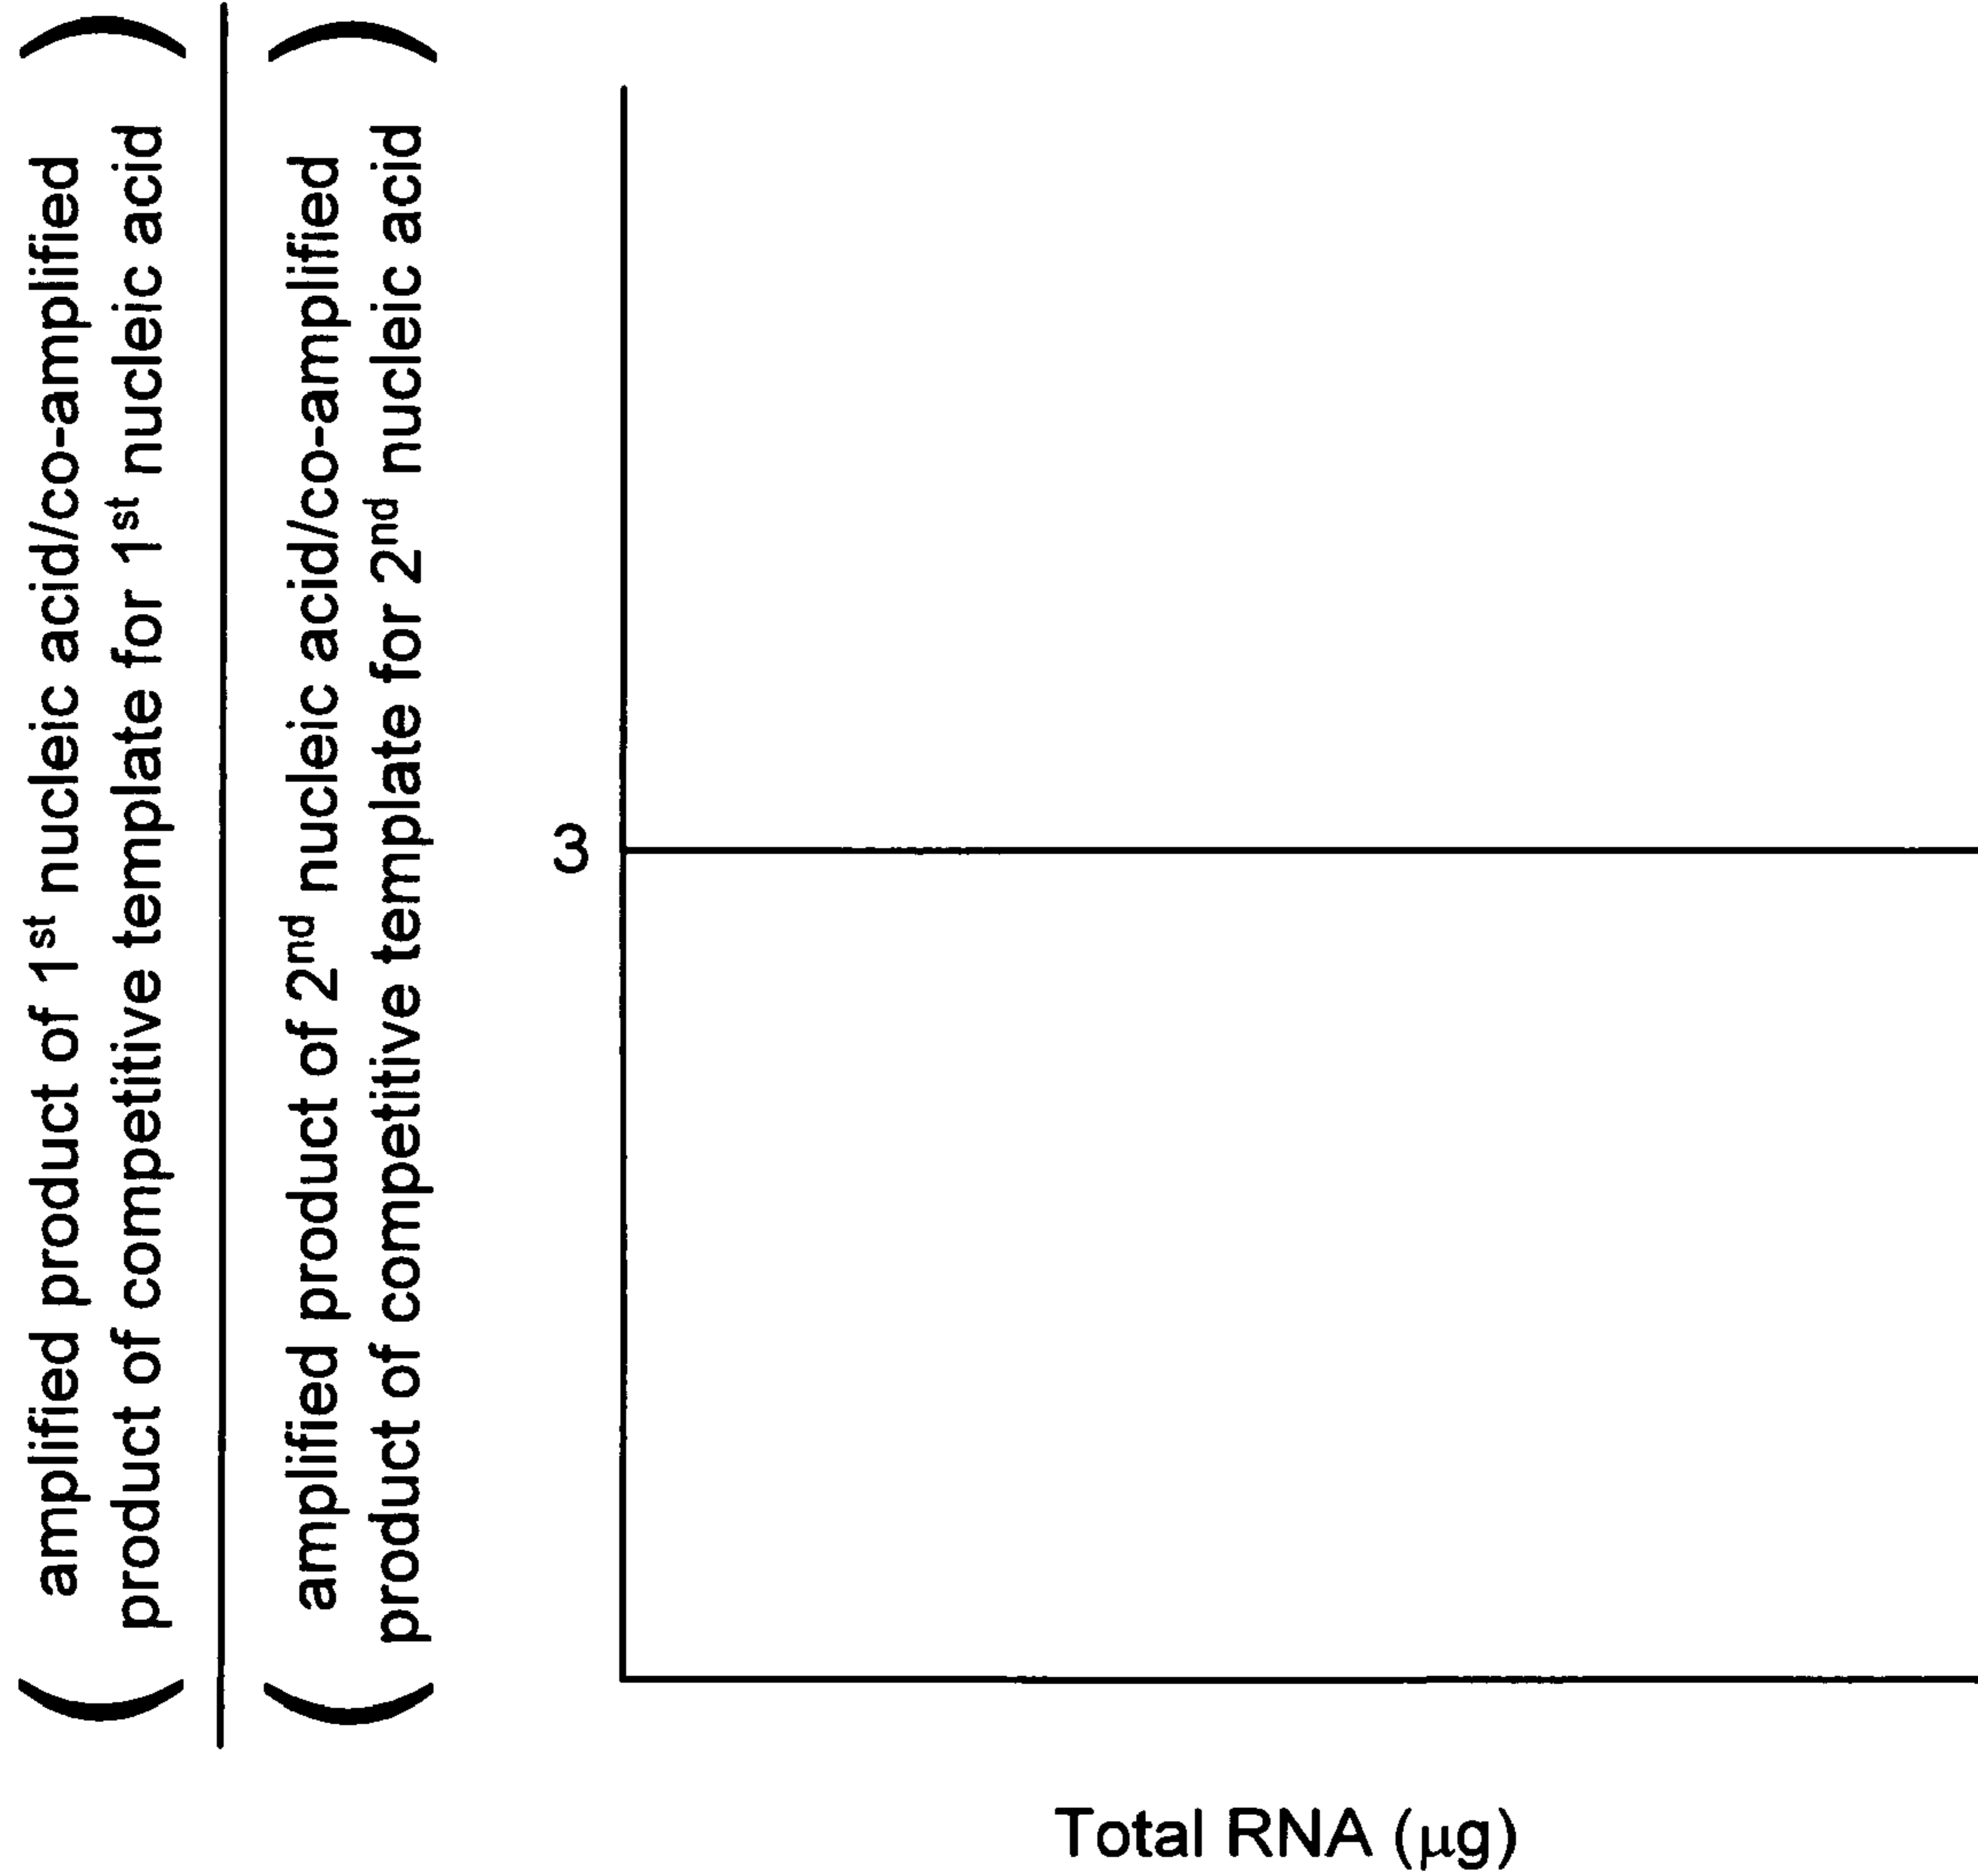 ( amplified product of 1st nucleic acid/co-amplified
product of competitive template for 1st nucleic acid )
( amplified product of 2nd nucleic acid/co-amplified
product of competitive template for 2nd nucleic acid )
3
Total RNA (μg)